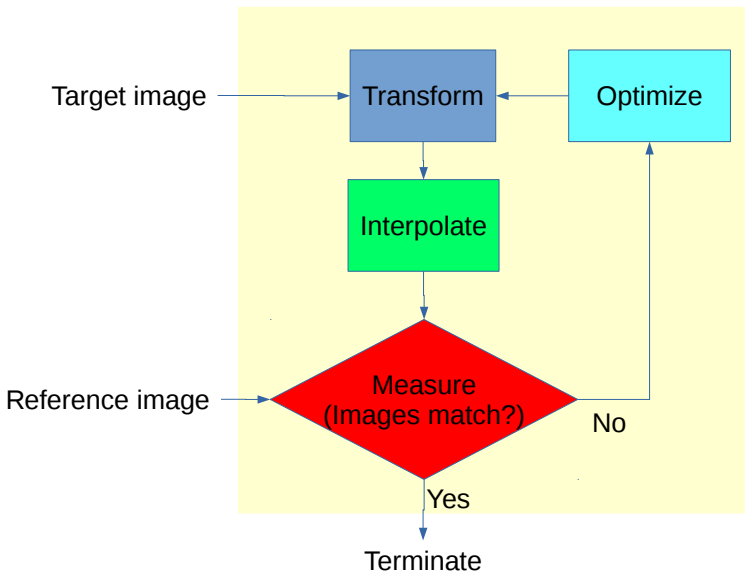 Target image
Transform
Optimize
Interpolate
Reference image
Measure
(Images match?)
No
Yes
Terminate